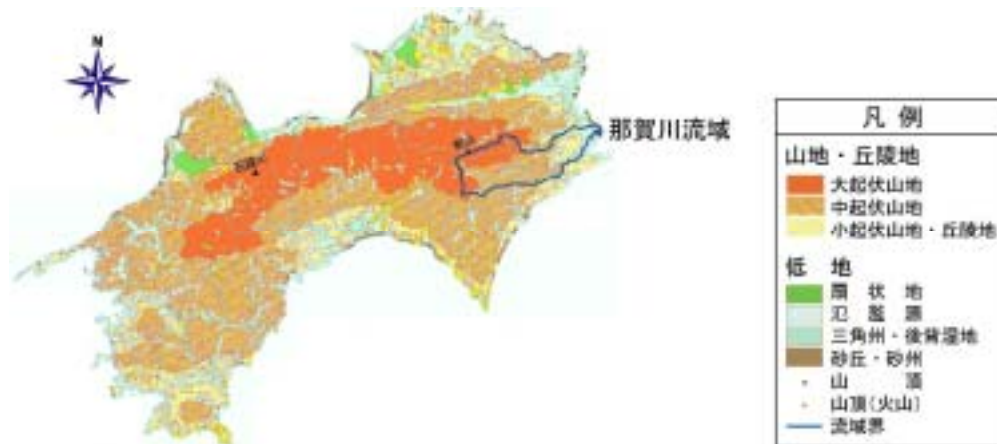 N
那賀川流域
凡 例
山地・丘陵地
大起伏山地
中起伏山地
小起伏山地・丘陵地
低 地
扇 状 地
氾 濫 原
三角州・後背湿地
砂丘・砂州
山 頂
山頂(火山)
流域界